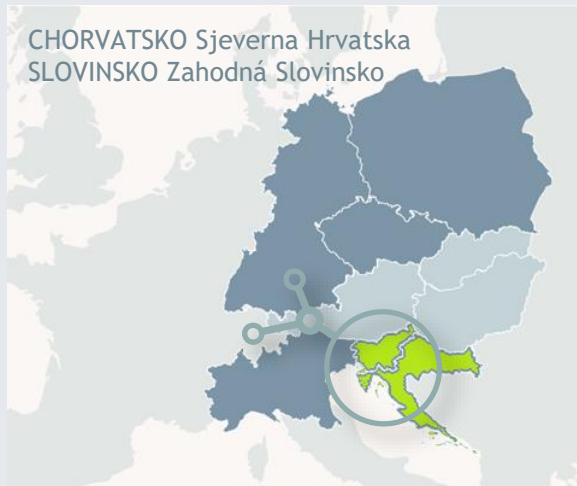 CHORVATSKO Sjeverna Hrvatska
SLOVINSKO Zahodná Slovinsko